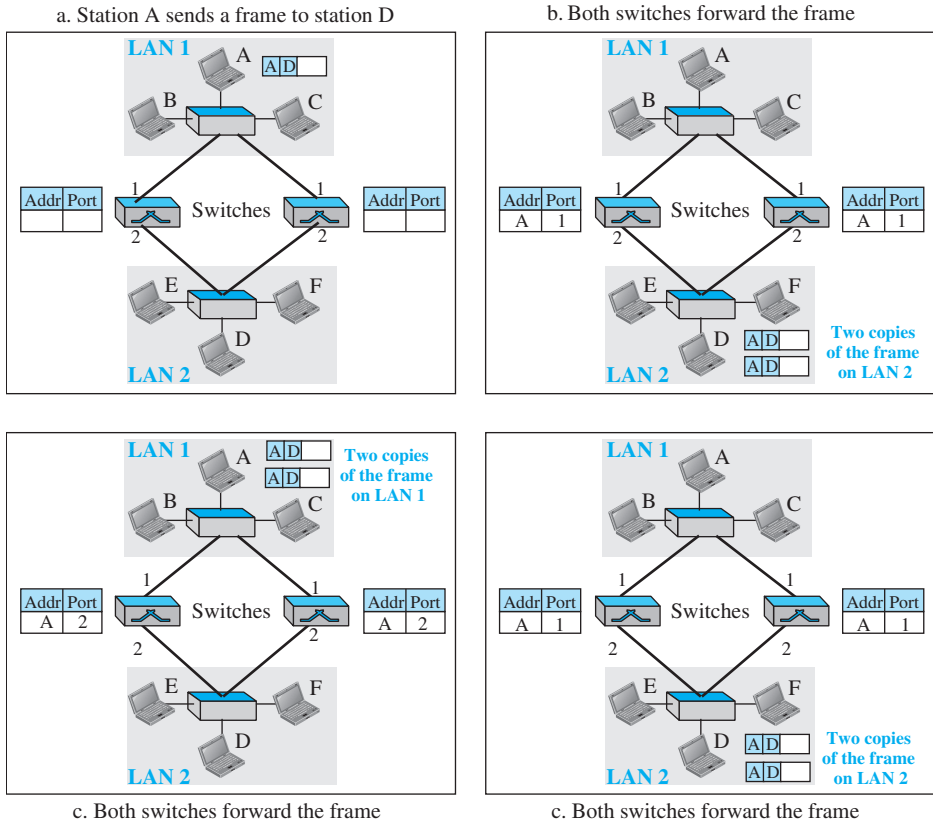 a. Station A sends a frame to station D
LAN 1
A
A D
B
C
1
1
Addr Port
Switches
Addr Port
2
2
E
F
D
LAN 2
b. Both switches forward the frame
LAN 1
A
B
C
1
1
Addr Port
A 1
Switches
Addr Port
A 1
2
2
E
F
D
A D
A D
Two copies
of the frame
on LAN 2
LAN 2
LAN 1
A
A D
A D
Two copies
of the frame
on LAN 1
B
C
1
1
Addr Port
A 2
Switches
Addr Port
A 2
2
2
E
F
D
LAN 2
c. Both switches forward the frame
LAN 1
A
B
C
1
1
Addr Port
A 1
Switches
Addr Port
A 1
2
2
E
F
D
A D
A D
Two copies
of the frame
on LAN 2
LAN 2
c. Both switches forward the frame